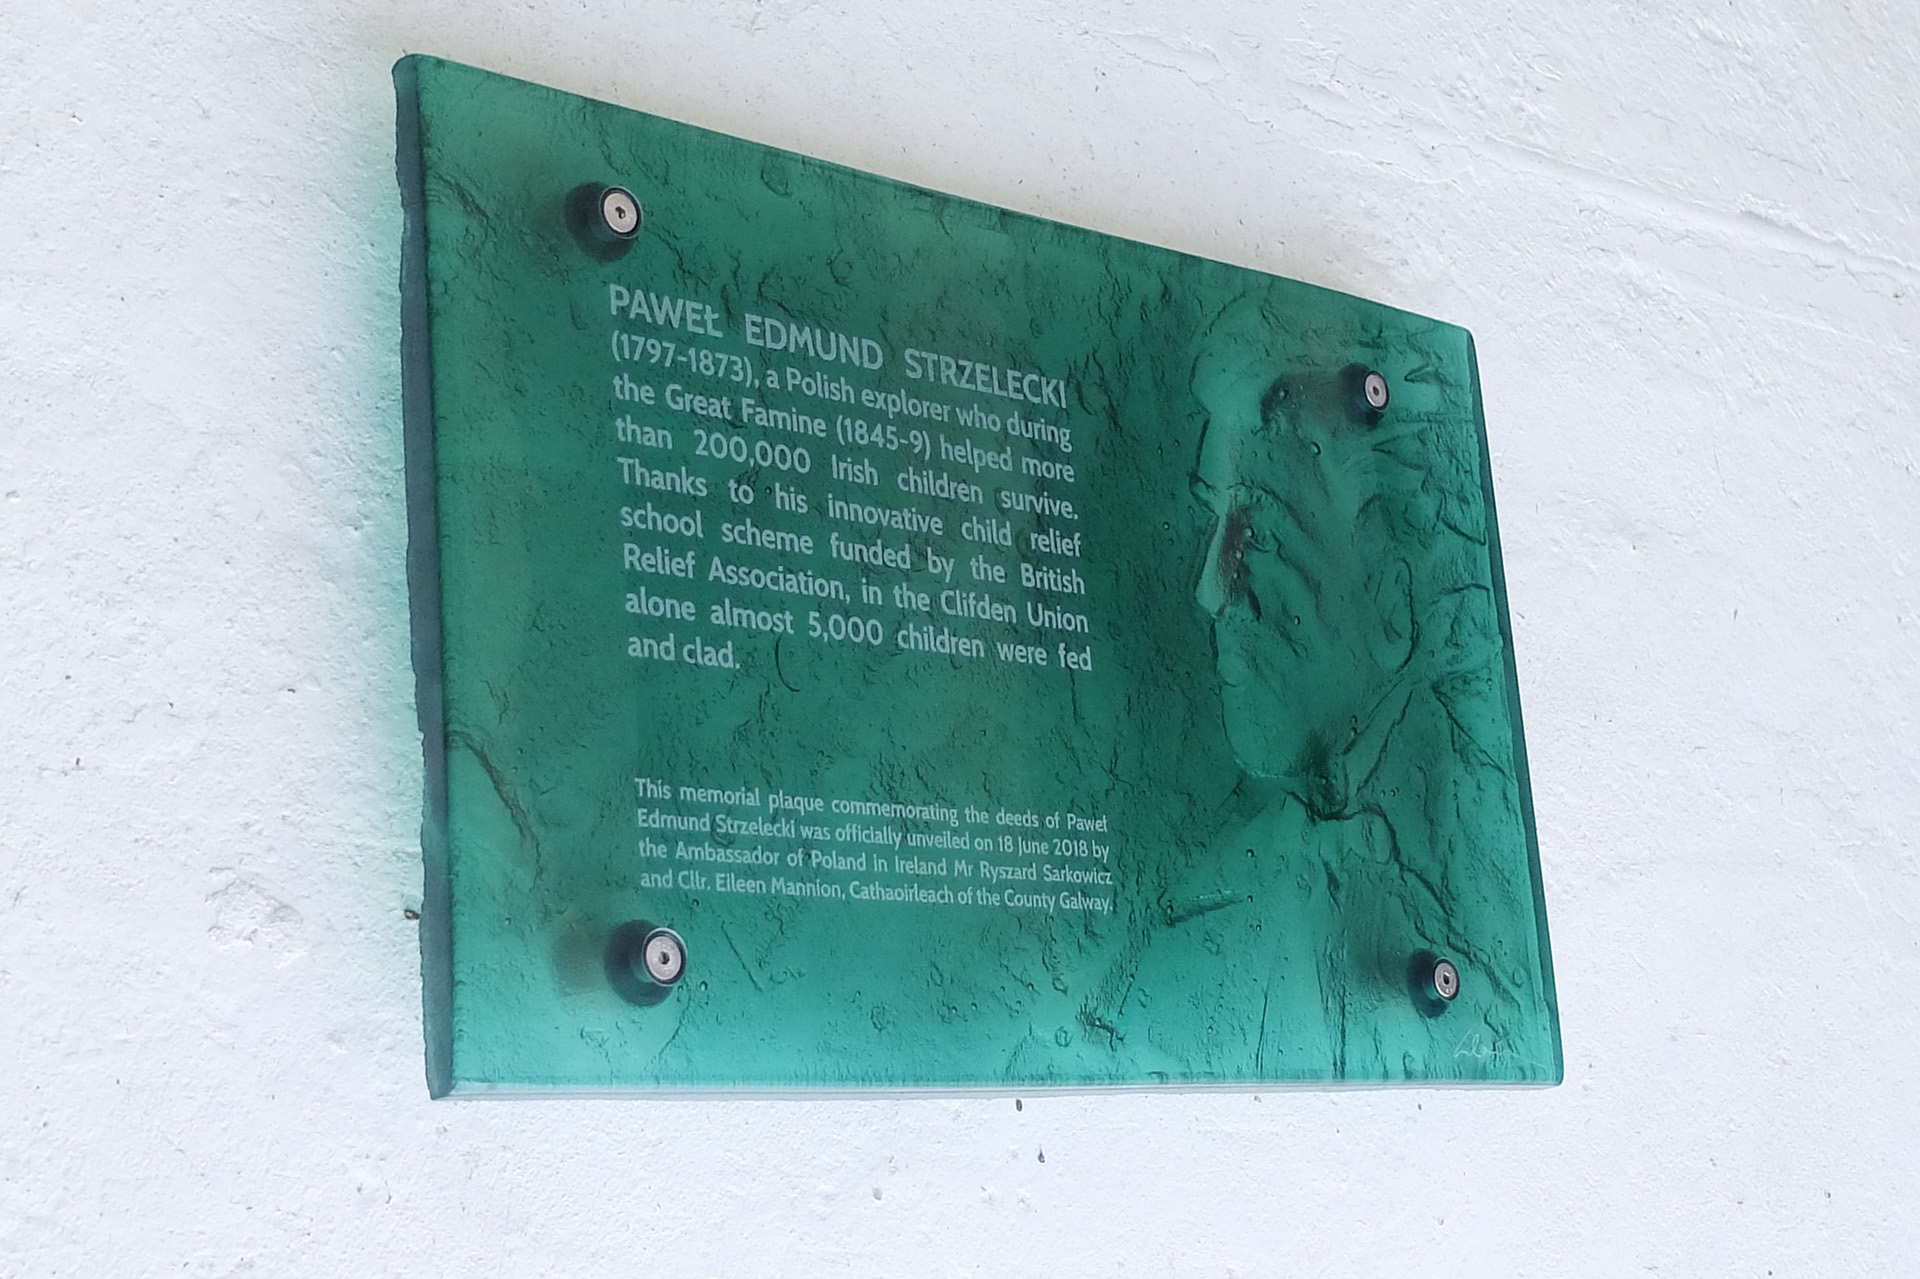 PAWEŁ EDMUND STRZELECKI
(1797-1873), a Polish explorer who during
the Great Famine (1845-9) helped more
than 200,000 Irish children survive.
Thanks to his innovative child relief
school scheme funded by the British
Relief Association, in the Clifden Union
alone almost 5,000 children were fed
and clad.
This memorial plaque commemorating the deeds of Paweł
Edmund Strzelecki was officially unveiled on 18 June 2018 by
the Ambassador of Poland in Ireland Mr Ryszard Sarkowicz
and Cllr. Eileen Mannion, Cathaoirleach of the County Galway.